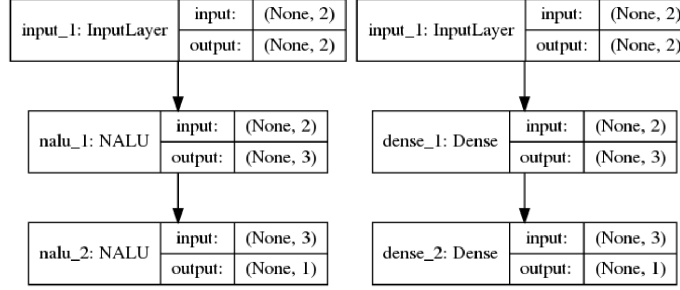 input_1: InputLayer
input: (None, 2)
output: (None, 2)
nalu_1: NALU
input: (None, 2)
output: (None, 3)
nalu_2: NALU
input: (None, 3)
output: (None, 1)
input_1: InputLayer
input: (None, 2)
output: (None, 2)
dense_1: Dense
input: (None, 2)
output: (None, 3)
dense_2: Dense
input: (None, 3)
output: (None, 1)